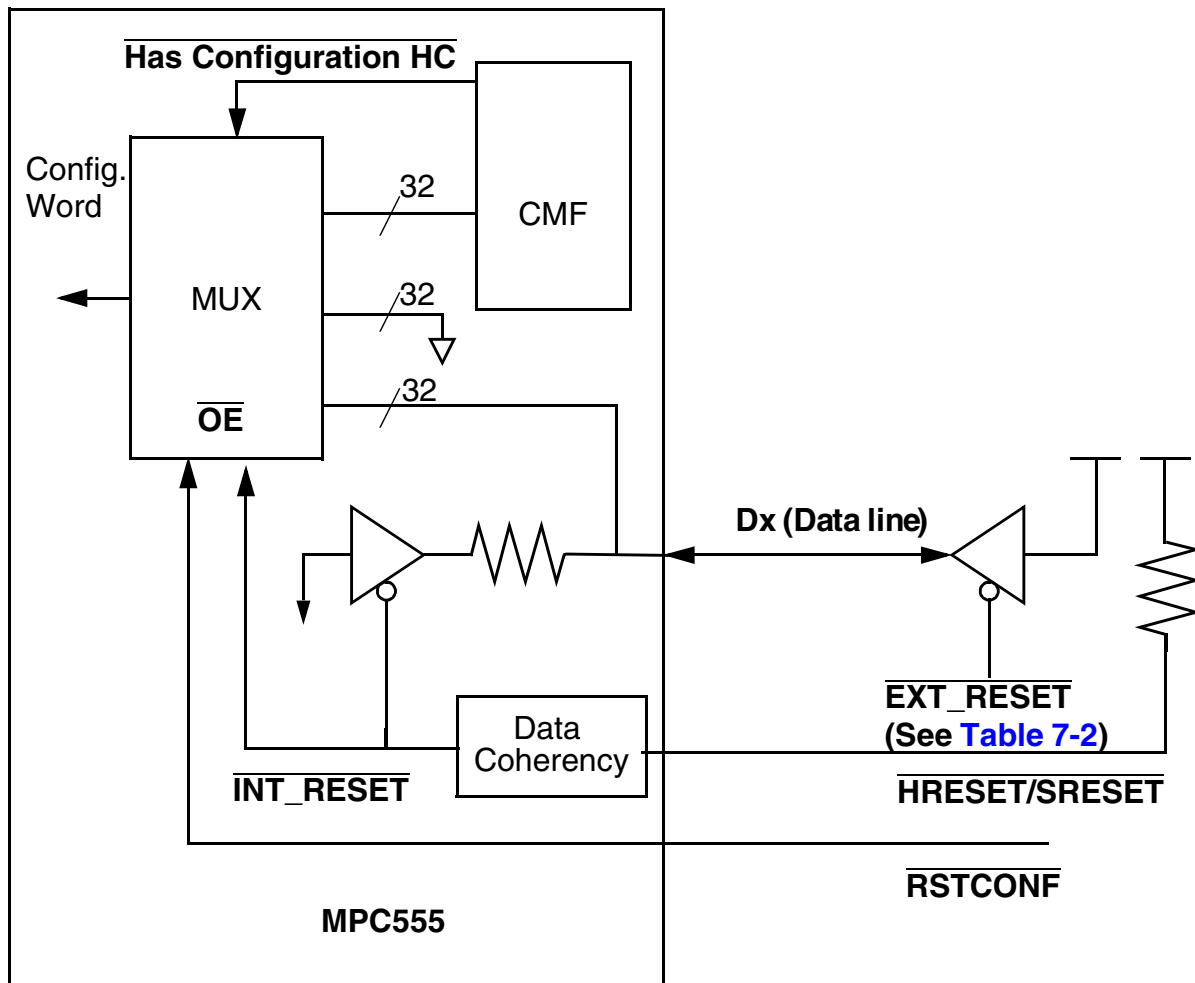 Has Configuration HC
Config.
Word
32
CMF
MUX
32
32
OE
Dx (Data line)
EXT_RESET
(See Table 7-2)
Data
Coherency
INT_RESET
HRESET/SRESET
RSTCONF
MPC555